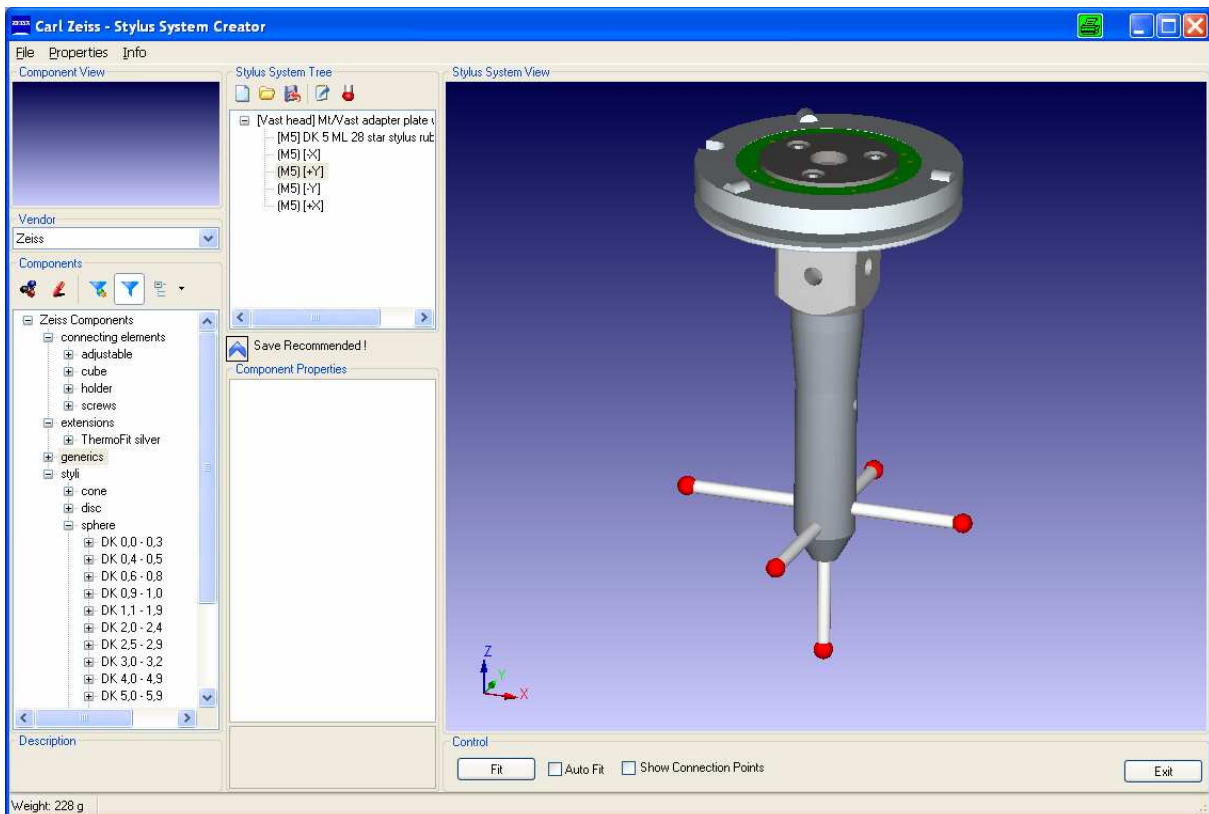 ZEISS Carl Zeiss - Stylus System Creator
File Properties Info
Component View
Vendor
Zeiss
Components
Zeiss Components
connecting elements
adjustable
cube
holder
screws
extensions
ThermoFit silver
generics
styli
cone
disc
sphere
DK 0,0 - 0,3
DK 0,4 - 0,5
DK 0,6 - 0,8
DK 0,9 - 1,0
DK 1,1 - 1,9
DK 2,0 - 2,4
DK 2,5 - 2,9
DK 3,0 - 3,2
DK 4,0 - 4,9
DK 5,0 - 5,9
Description
Stylus System Tree
[Vast head] Mt/Vast adapter plate
[M5] DK 5 ML 28 star stylus rub
(M5) [-X]
(M5) [+Y]
(M5) [-Y]
(M5) [+X]
Save Recommended !
Component Properties
Stylus System View
Z
Y
X
Control
Fit Auto Fit Show Connection Points Exit
Weight: 228 g